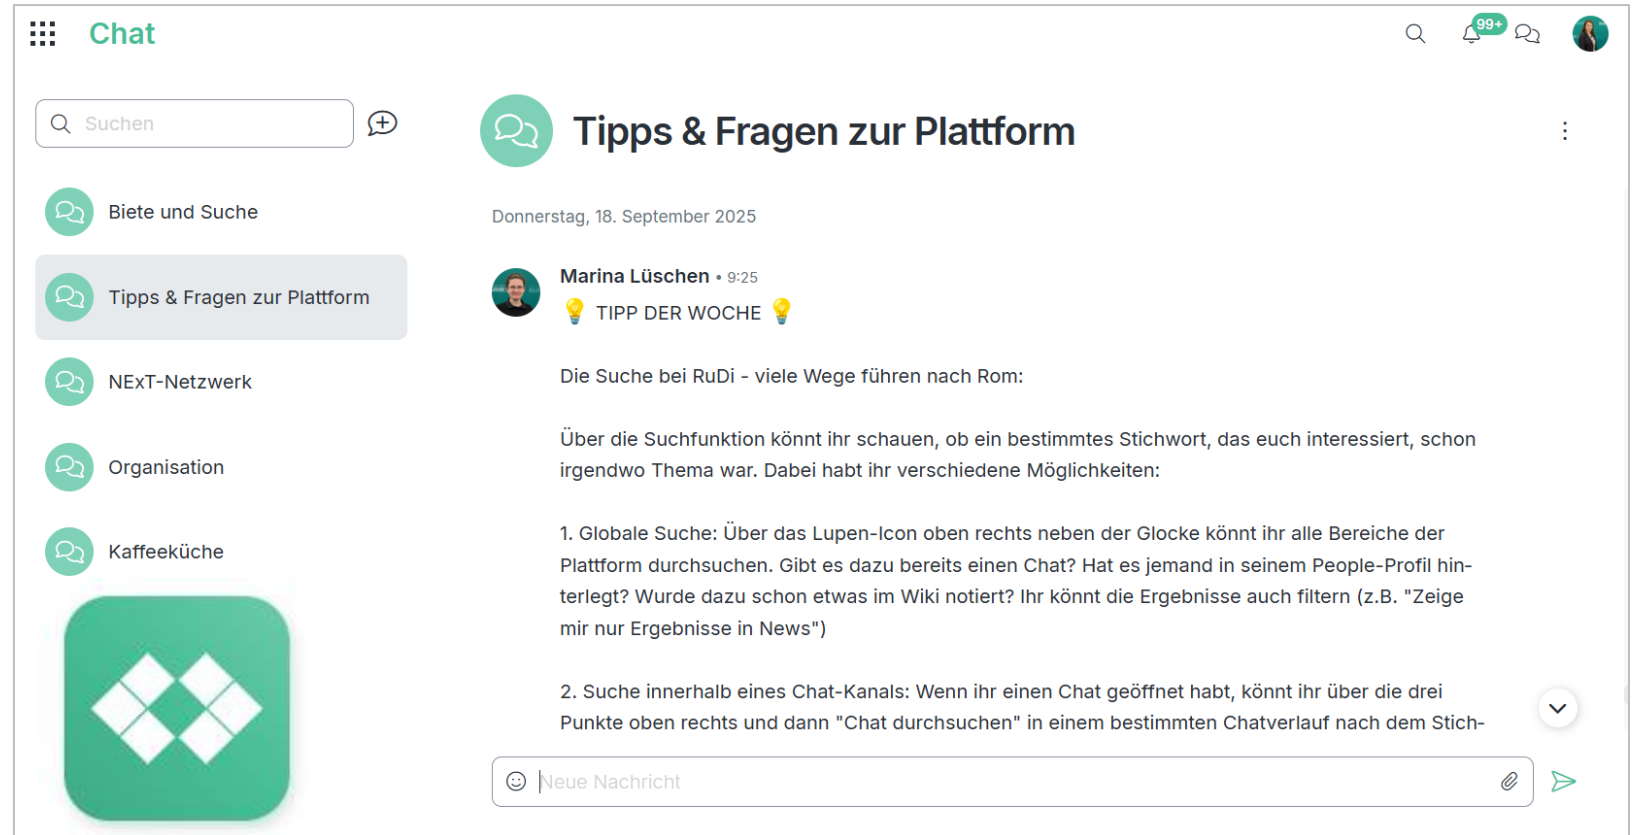 Chat
99+
Suchen
Biete und Suche
Tipps & Fragen zur Plattform
NExT-Netzwerk
Organisation
Kaffeeküche
Tipps & Fragen zur Plattform
Donnerstag, 18. September 2025
Marina Lüschen • 9:25
💡 TIPP DER WOCHE 💡
Die Suche bei RuDi - viele Wege führen nach Rom:
Über die Suchfunktion könnt ihr schauen, ob ein bestimmtes Stichwort, das euch interessiert, schon
irgendwo Thema war. Dabei habt ihr verschiedene Möglichkeiten:
1. Globale Suche: Über das Lupen-Icon oben rechts neben der Glocke könnt ihr alle Bereiche der
Plattform durchsuchen. Gibt es dazu bereits einen Chat? Hat es jemand in seinem People-Profil hin-
terlegt? Wurde dazu schon etwas im Wiki notiert? Ihr könnt die Ergebnisse auch filtern (z.B. "Zeige
mir nur Ergebnisse in News")
2. Suche innerhalb eines Chat-Kanals: Wenn ihr einen Chat geöffnet habt, könnt ihr über die drei
Punkte oben rechts und dann "Chat durchsuchen" in einem bestimmten Chatverlauf nach dem Stich-
Neue Nachricht